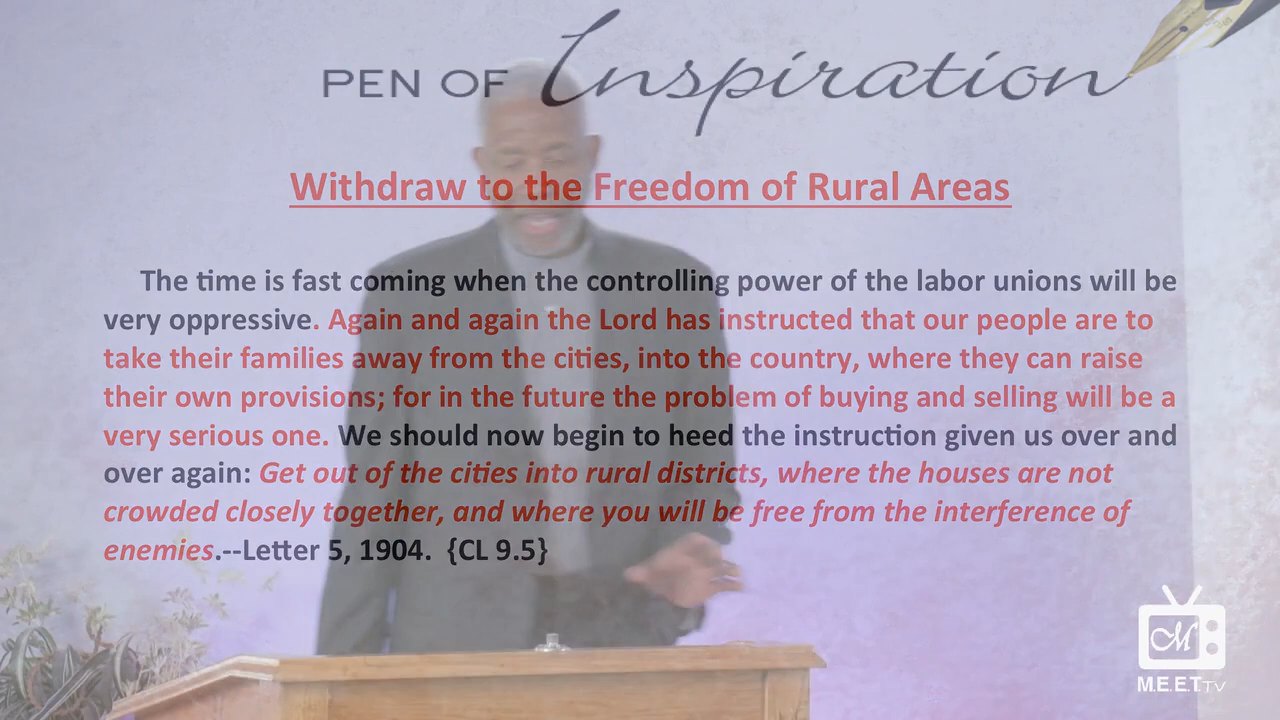 PEN OF Inspiration
Withdraw to the Freedom of Rural Areas
The time is fast coming when the controlling power of the labor unions will be
very oppressive. Again and again the Lord has instructed that our people are to
take their families away from the cities, into the country, where they can raise
their own provisions; for in the future the problem of buying and selling will be a
very serious one. We should now begin to heed the instruction given us over and
over again: Get out of the cities into rural districts, where the houses are not
crowded closely together, and where you will be free from the interference of
enemies.--Letter 5, 1904. {CL 9.5}
M
M.E.E.T.TV